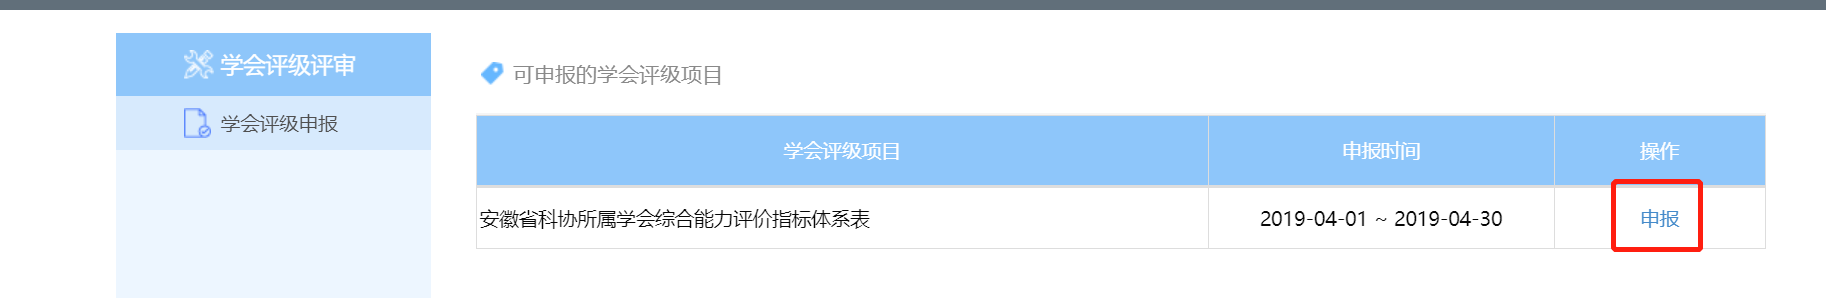 学会评级评审
学会评级申报
可申报的学会评级项目
学会评级项目 申报时间 操作
安徽省科协所属学会综合能力评价指标体系表 2019-04-01 ~ 2019-04-30 申报